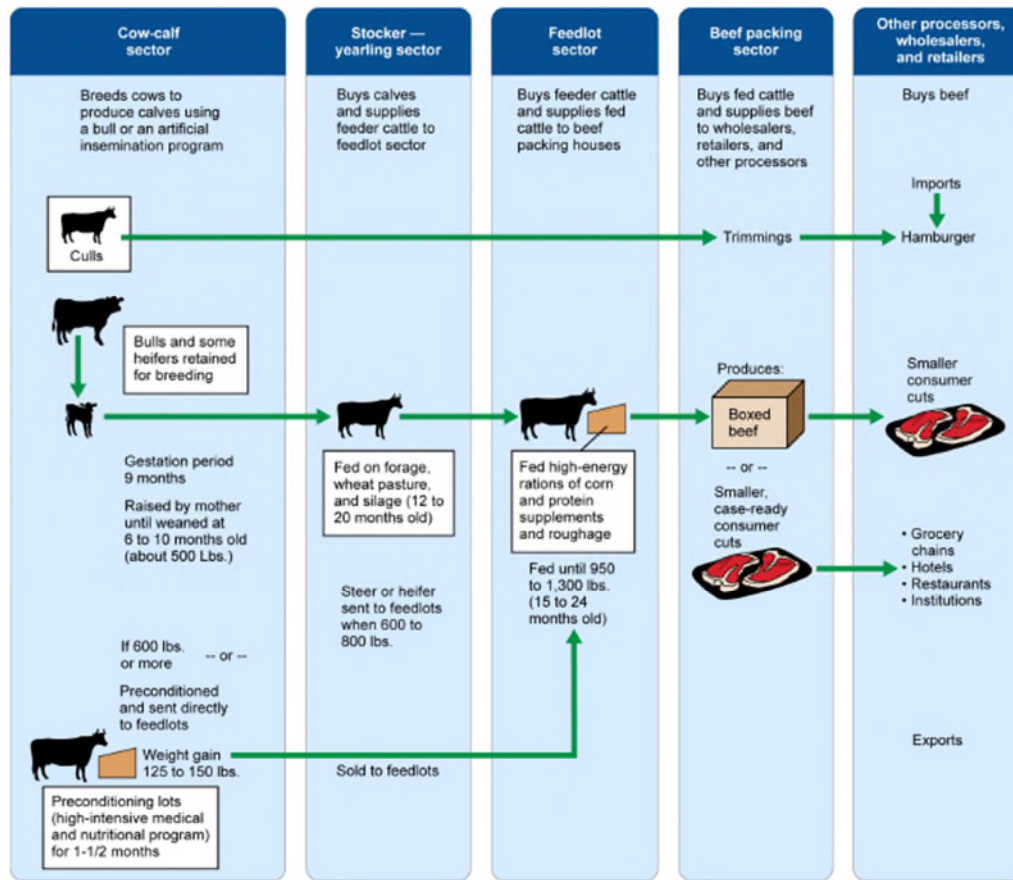 Cow-calf
sector
Breeds cows to
produce calves using
a bull or an artificial
insemination program
Culls
Bulls and some
heifers retained
for breeding
Gestation period
9 months
Raised by mother
until weaned at
6 to 10 months old
(about 500 Lbs.)
If 600 lbs.
or more
-- or --
Preconditioned
and sent directly
to feedlots
Weight gain
125 to 150 lbs.
Preconditioning lots
(high-intensive medical
and nutritional program)
for 1-1/2 months
Stocker —
yearling sector
Buys calves
and supplies
feeder cattle to
feedlot sector
Fed on forage,
wheat pasture,
and silage (12 to
20 months old)
Steer or heifer
sent to feedlots
when 600 to
800 lbs.
Sold to feedlots
Feedlot
sector
Buys feeder cattle
and supplies fed
cattle to beef
packing houses
Fed high-energy
rations of corn
and protein
supplements
and roughage
Fed until 950
to 1,300 lbs.
(15 to 24
months old)
Beef packing
sector
Buys fed cattle
and supplies beef
to wholesalers,
retailers, and
other processors
Trimmings
Produces:
Boxed
beef
-- or --
Smaller,
case-ready
consumer
cuts
Other processors,
wholesalers,
and retailers
Buys beef
Imports
Hamburger
Smaller
consumer
cuts
• Grocery
chains
• Hotels
• Restaurants
• Institutions
Exports